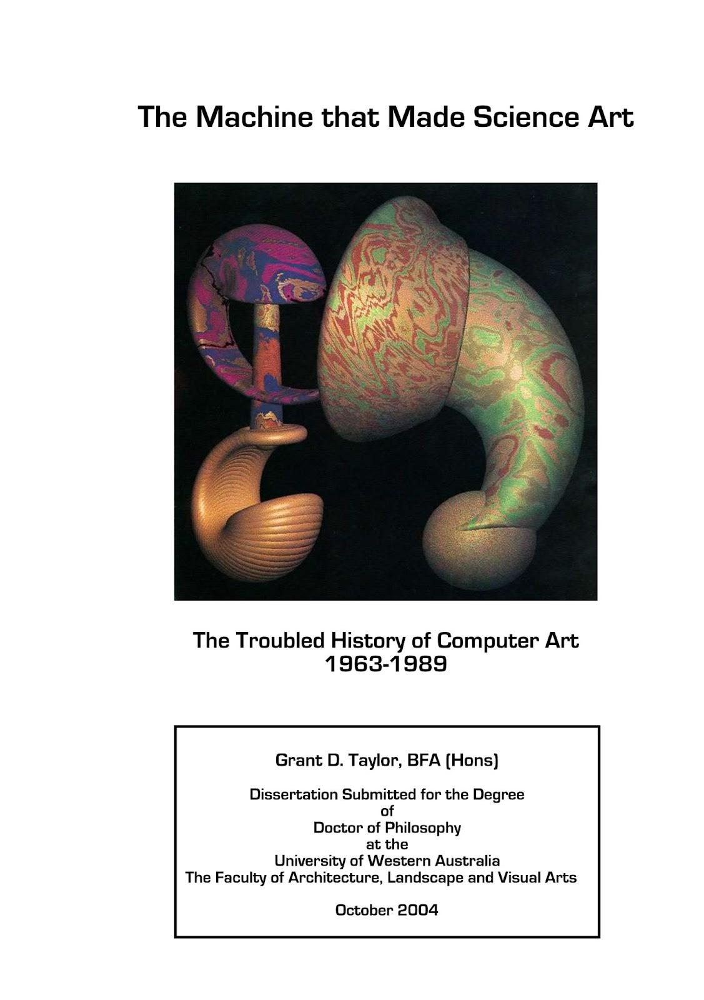 The Machine that Made Science Art
The Troubled History of Computer Art
1963-1989
Grant D. Taylor, BFA (Hons)
Dissertation Submitted for the Degree
of
Doctor of Philosophy
at the
University of Western Australia
The Faculty of Architecture, Landscape and Visual Arts
October 2004